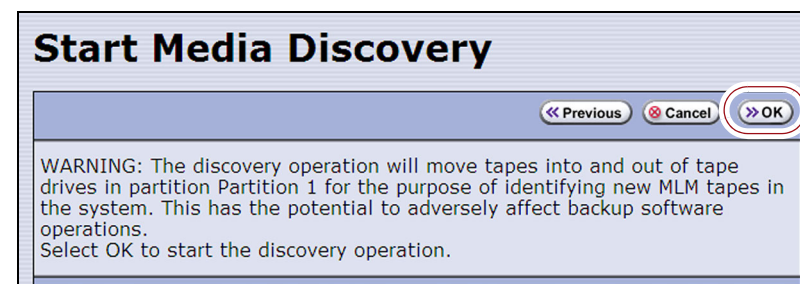 Start Media Discovery
Previous Cancel OK
WARNING: The discovery operation will move tapes into and out of tape
drives in partition Partition 1 for the purpose of identifying new MLM tapes in
the system. This has the potential to adversely affect backup software
operations.
Select OK to start the discovery operation.